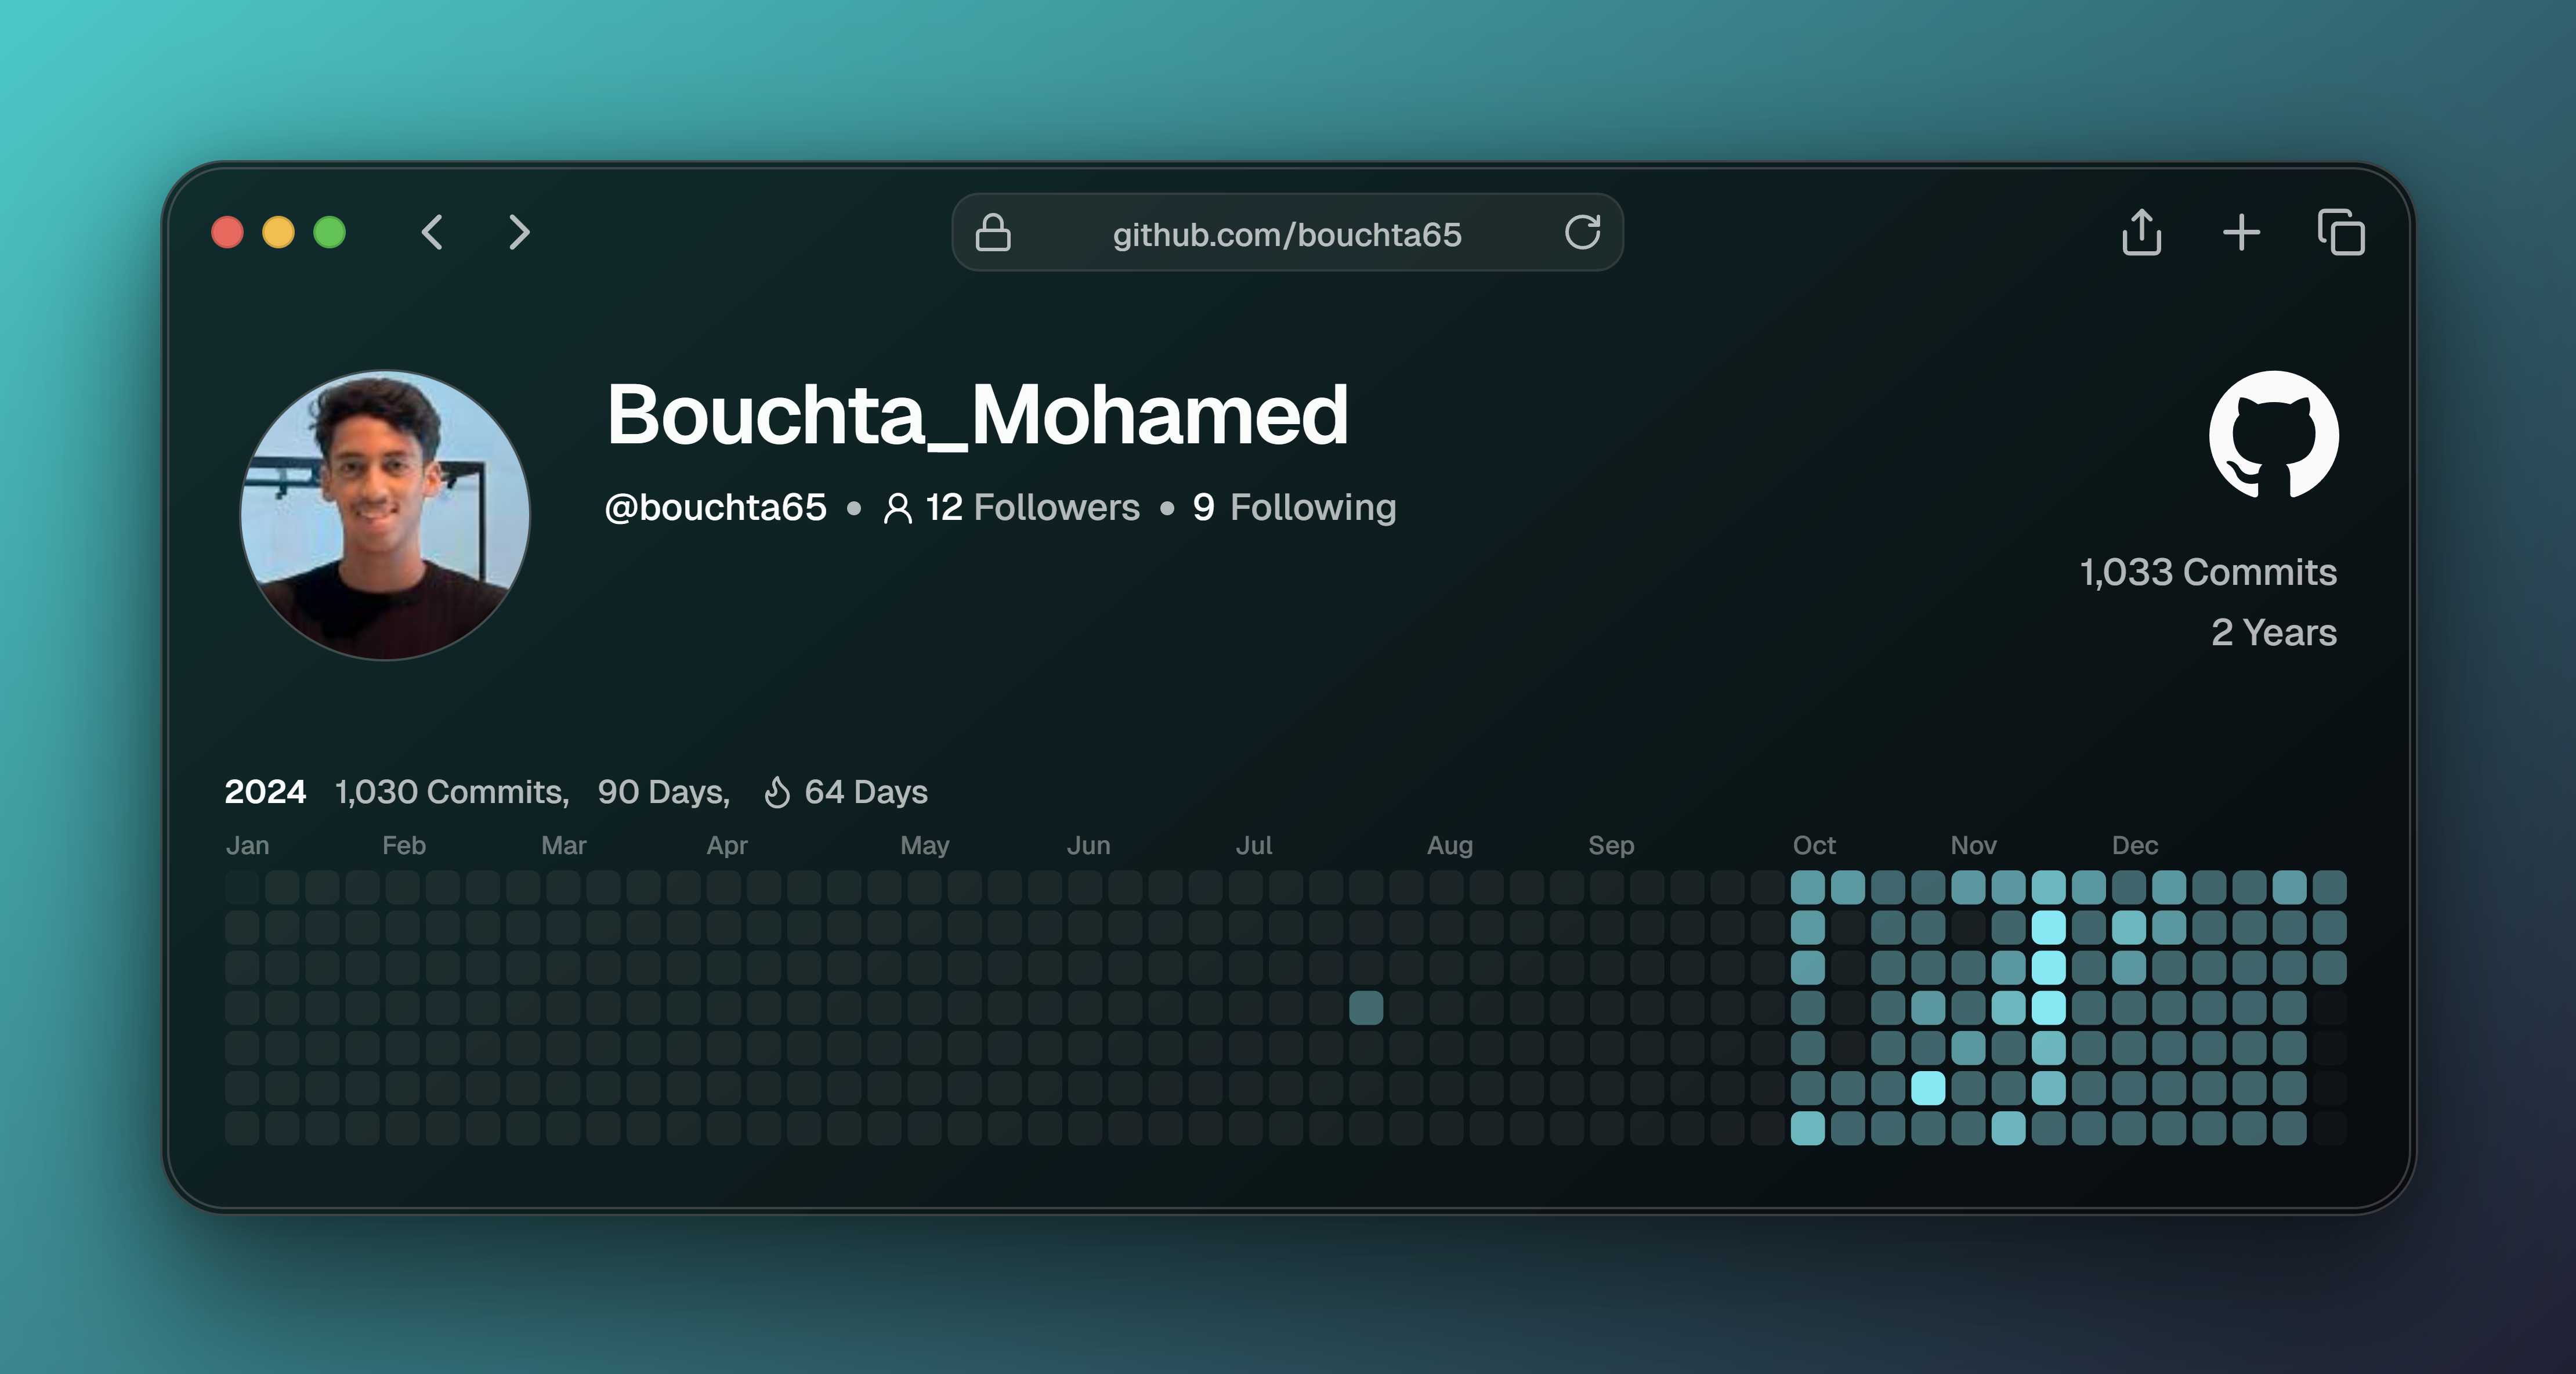 github.com/bouchta65
Bouchta_Mohamed
@bouchta65 • 12 Followers • 9 Following
1,033 Commits
2 Years
2024 1,030 Commits, 90 Days, 64 Days
Jan Feb Mar Apr May Jun Jul Aug Sep Oct Nov Dec